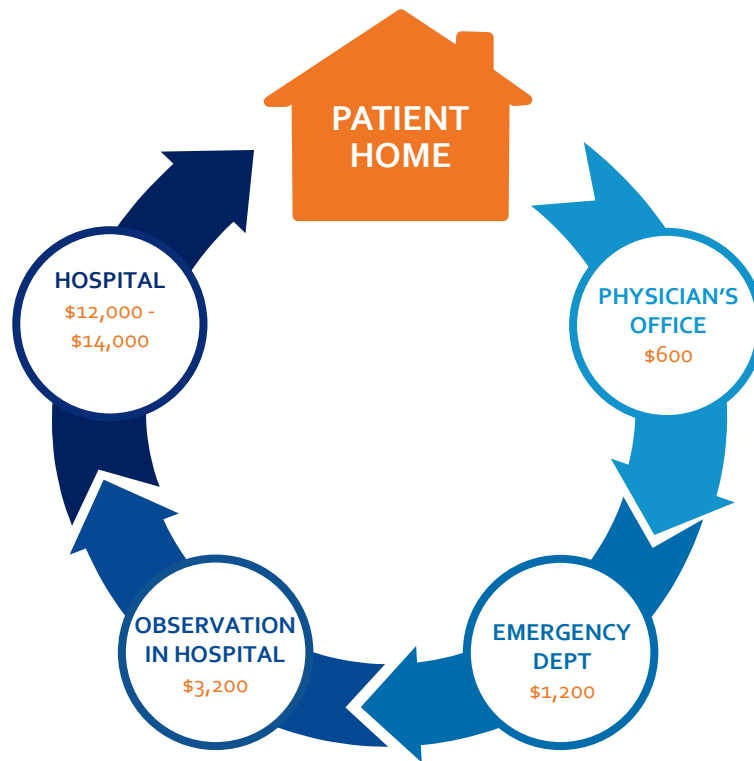 PATIENT
HOME
PHYSICIAN'S
OFFICE
$600
EMERGENCY
DEPT
$1,200
OBSERVATION
IN HOSPITAL
$3,200
HOSPITAL
$12,000 -
$14,000